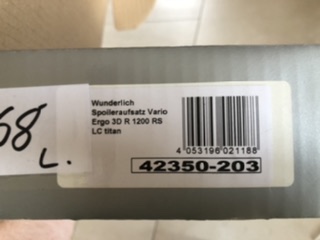 68
L.
Wunderlich
Spoileraufsatz Vario
Ergo 3D R 1200 RS
LC titan
4 053196 021188
42350-203